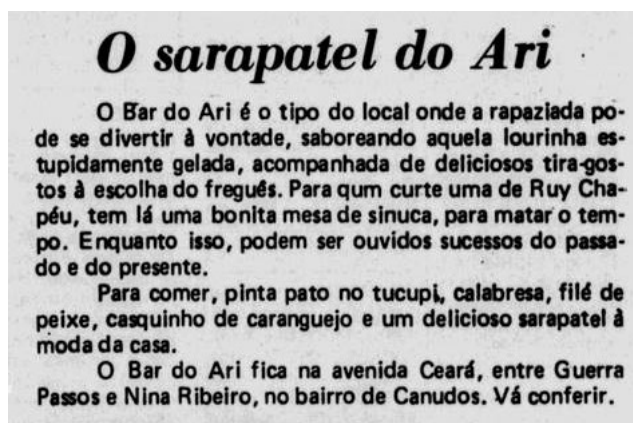 O sarapatel do Ari
O Bar do Ari é o tipo do local onde a rapaziada po-
de se divertir à vontade, saboreando aquela lourinha es-
tupidamente gelada, acompanhada de deliciosos tira-gos-
tos à escolha do freguês. Para qum curte uma de Ruy Cha-
péu, tem lá uma bonita mesa de sinuca, para matar o tem-
po. Enquanto isso, podem ser ouvidos sucessos do passa-
do e do presente.
Para comer, pinta pato no tucupi, calabresa, filé de
peixe, casquinho de caranguejo e um delicioso sarapatel à
moda da casa.
O Bar do Ari fica na avenida Ceará, entre Guerra
Passos e Nina Ribeiro, no bairro de Canudos. Vá conferir.